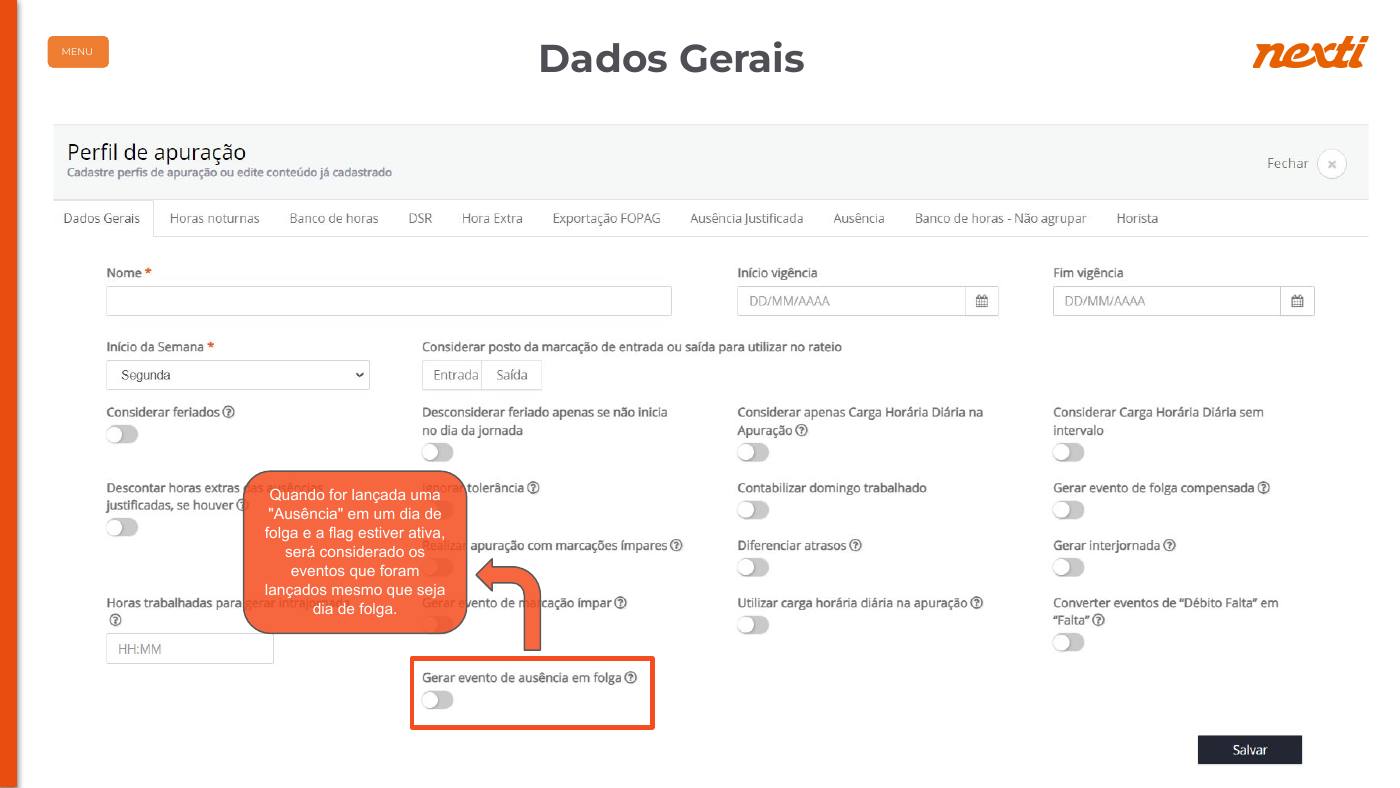 MENU
Dados Gerais
nexti
Perfil de apuração
Cadastre perfis de apuração ou edite conteúdo já cadastrado
Fechar
Dados Gerais
Horas noturnas
Banco de horas
DSR
Hora Extra
Exportação FOPAG
Ausência Justificada
Ausência
Banco de horas - Não agrupar
Horista
Nome *
Início vigência
Fim vigência
DD/MM/AAAA
DD/MM/AAAA
Início da Semana *
Considerar posto da marcação de entrada ou saída para utilizar no rateio
Segunda
Entrada
Saída
Considerar feriados
Desconsiderar feriado apenas se não inicia
no dia da jornada
Considerar apenas Carga Horária Diária na
Apuração
Considerar Carga Horária Diária sem
intervalo
Descontar horas extras das ausências
justificadas, se houver
Ignorar tolerância
Contabilizar domingo trabalhado
Gerar evento de folga compensada
Quando for lançada uma
"Ausência" em um dia de
folga e a flag estiver ativa,
será considerado os
eventos que foram
lançados mesmo que seja
dia de folga.
Realizar apuração com marcações ímpares
Diferenciar atrasos
Gerar interjornada
Horas trabalhadas para gerar intrajornada
Gerar evento de marcação ímpar
Utilizar carga horária diária na apuração
Converter eventos de “Débito Falta” em
“Falta”
HH:MM
Gerar evento de ausência em folga
Salvar